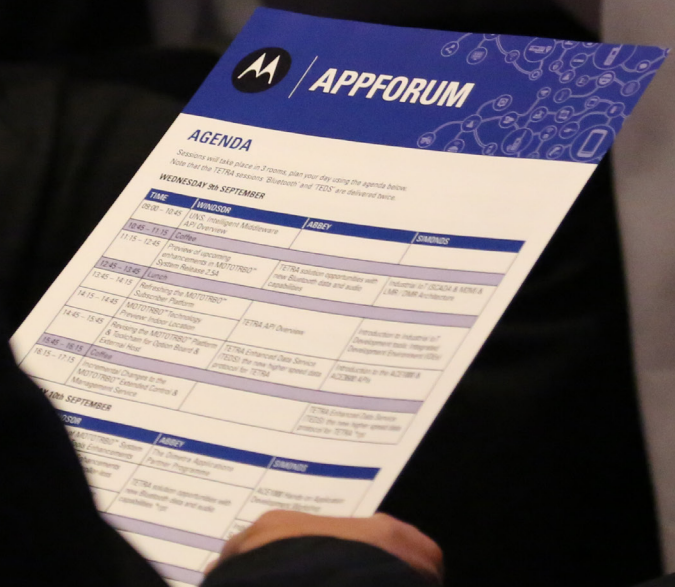 APPFORUM
AGENDA
Sessions will take place in 3 rooms, plan your day using the agenda below.
Note that the TETRA sessions 'Bluetooth' and 'TEDS' are delivered twice.
WEDNESDAY 9th SEPTEMBER
TIME WINDSOR ABBEY SIMONDS
09:00 - 10:45 UNS, Intelligent Middleware
API Overview
10:45 - 11:15 Coffee
11:15 - 12:45 Preview of upcoming
enhancements in MOTOTRBO™
System Release 2.5A
TETRA solution opportunities with
new Bluetooth data and audio
capabilities
Industrial IoT (SCADA & M2M) &
LMR / DMR Architecture
12:45 - 13:45 Lunch
13:45 - 14:15 Refreshing the MOTOTRBO™
Subscriber Platform
14:15 - 14:45 MOTOTRBO™ Technology
Preview: Indoor Location
TETRA API Overview
Introduction to Industrial IoT
Development tools: Integrated
Development Environment (IDEs)
14:45 - 15:45 Revising the MOTOTRBO™ Platform
& Toolchain for Option Board &
External Host
TETRA Enhanced Data Service
(TEDS): the new higher speed data
protocol for TETRA
Introduction to the ACE1000 &
ACE3600 APIs
15:45 - 16:15 Coffee
16:15 - 17:15 Incremental Changes to the
MOTOTRBO™ Extended Control &
Management Service
TETRA Enhanced Data Service
(TEDS): the new higher speed data
protocol for TETRA *rpt
10th SEPTEMBER
ABBEY SIMONDS
MOTOTRBO™ System
Enhancements
The Software Applications
Partner Programme
TETRA solution opportunities with
new Bluetooth data and audio
capabilities *rpt
ACE1000 Hands on Application
Development Workshop